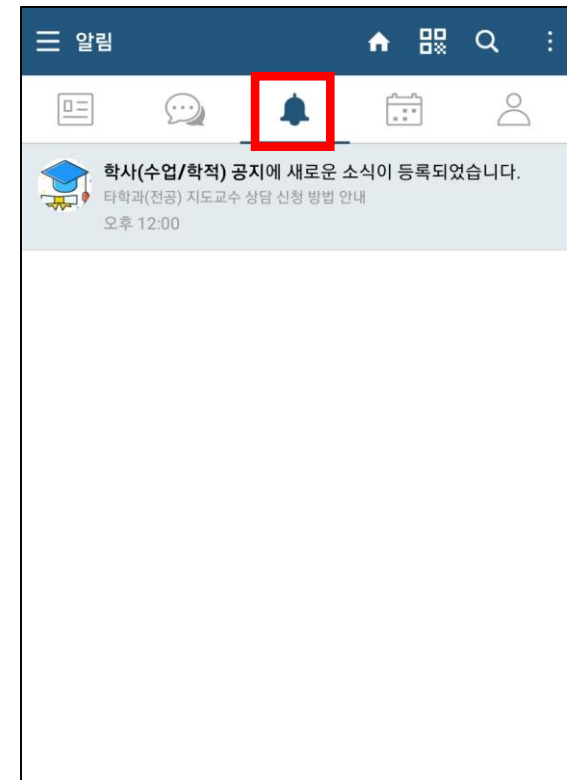 알림
학사(수업/학적) 공지에 새로운 소식이 등록되었습니다.
타학과(전공) 지도교수 상담 신청 방법 안내
오후 12:00